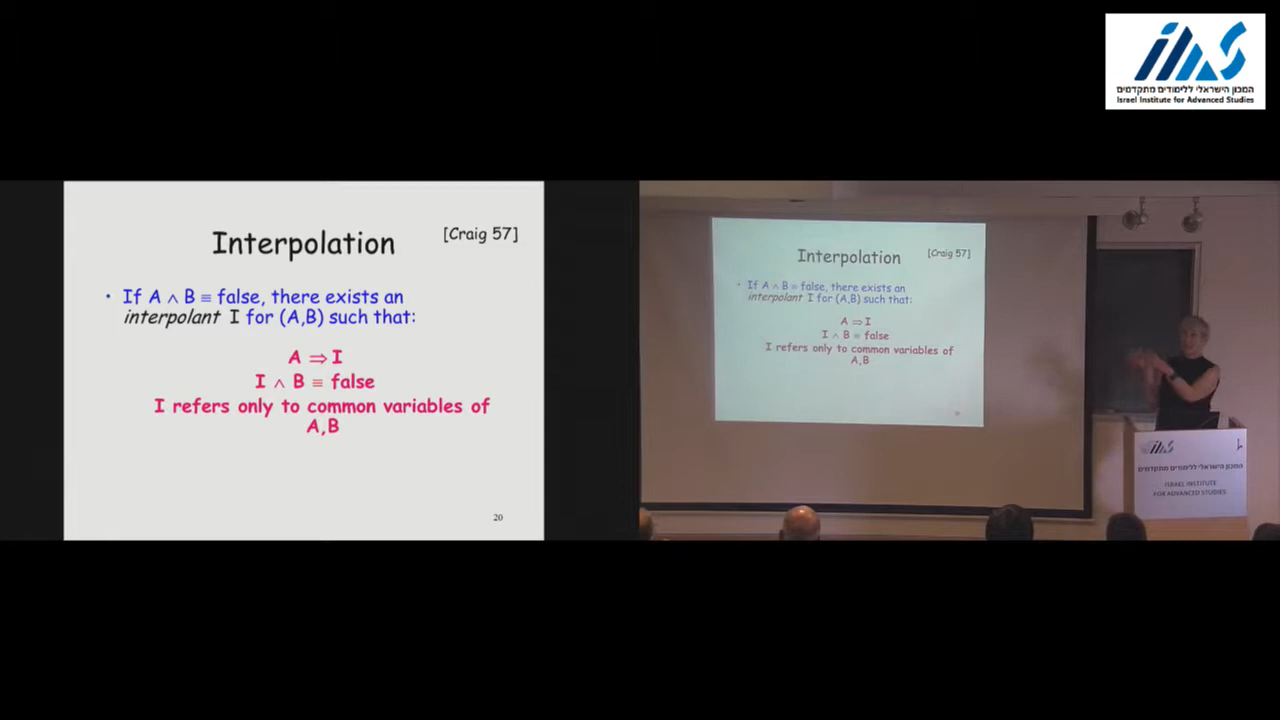 המכון הישראלי ללימודים מתקדמים
Israel Institute for Advanced Studies
Interpolation
[Craig 57]
• If A ∧ B ≡ false, there exists an
interpolant I for (A,B) such that:
A ⇒ I
I ∧ B ≡ false
I refers only to common variables of
A,B
20
Interpolation
[Craig 57]
• If A ∧ B ≡ false, there exists an
interpolant I for (A,B) such that:
A ⇒ I
I ∧ B ≡ false
I refers only to common variables of
A,B
המכון הישראלי ללימודים מתקדמים
ISRAEL INSTITUTE
FOR ADVANCED STUDIES